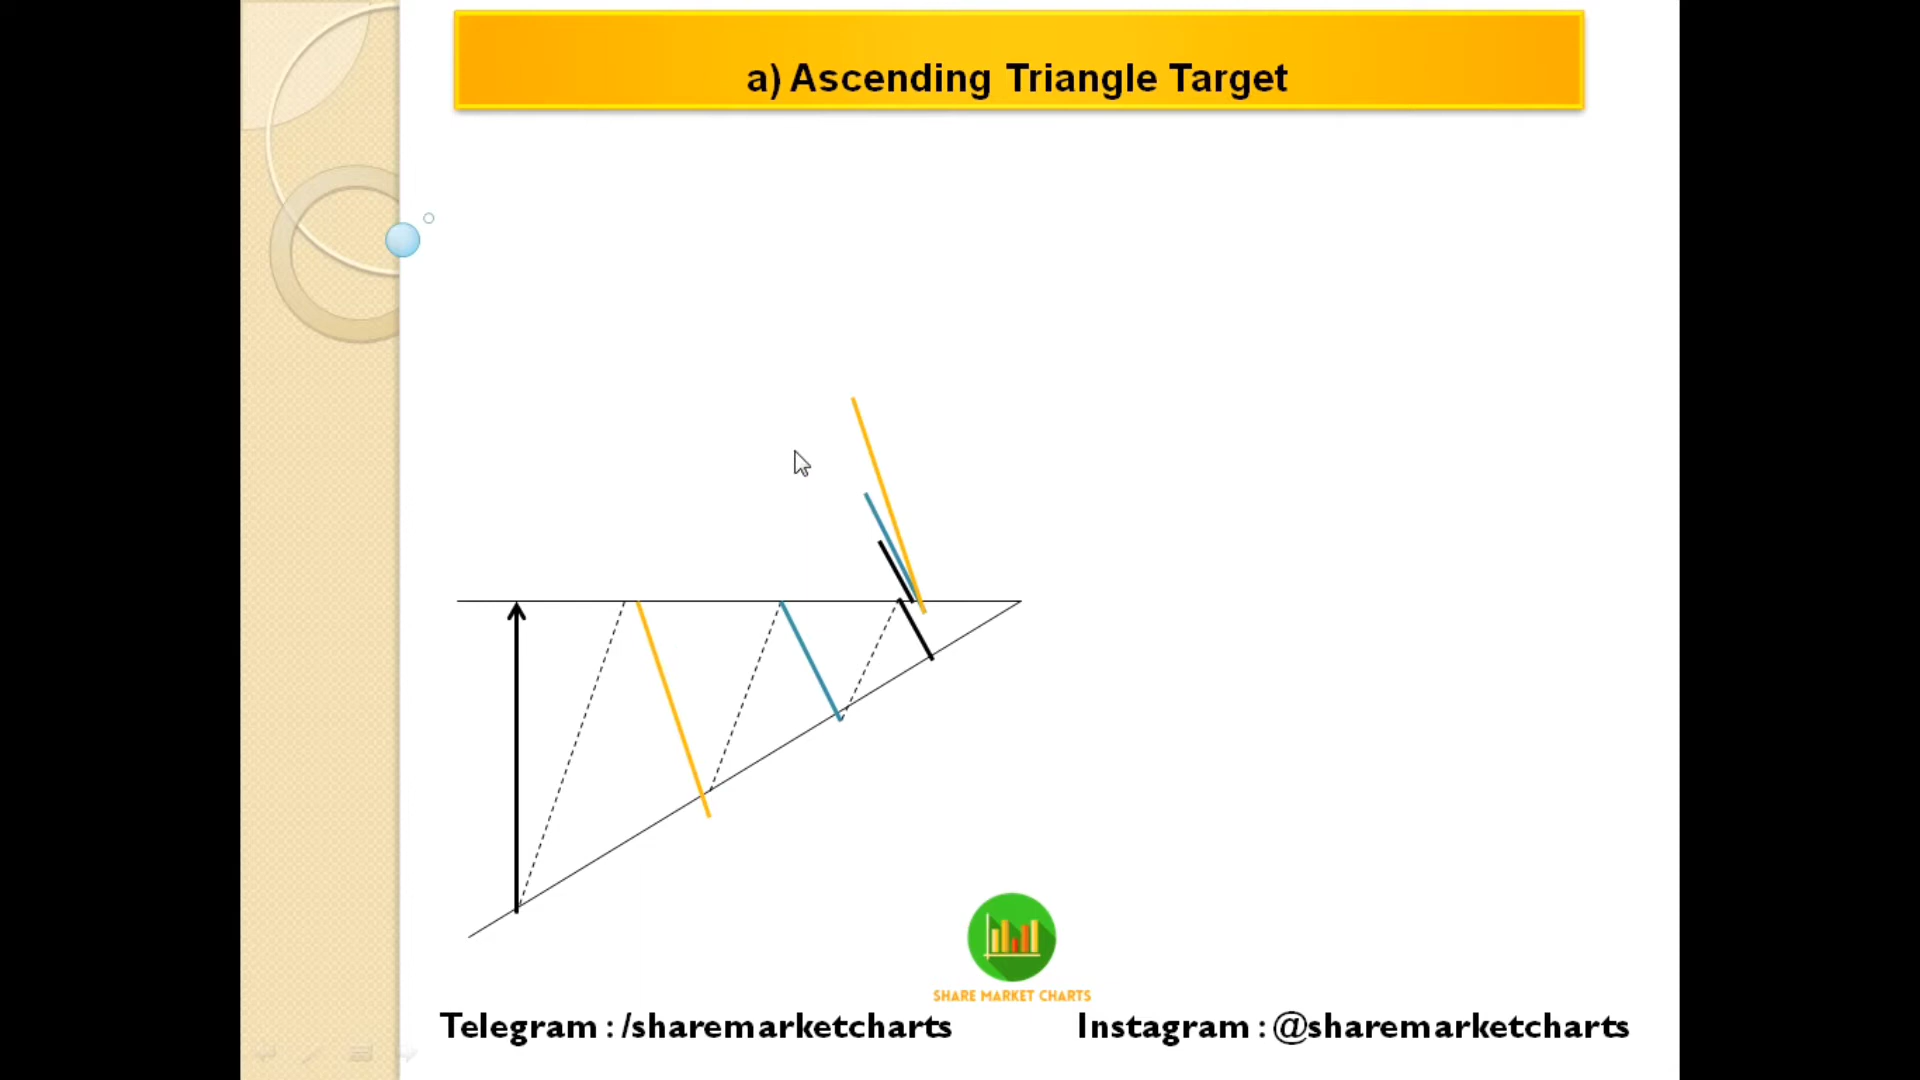 a) Ascending Triangle Target
SHARE MARKET CHARTS
Telegram : /sharemarketcharts
Instagram : @sharemarketcharts